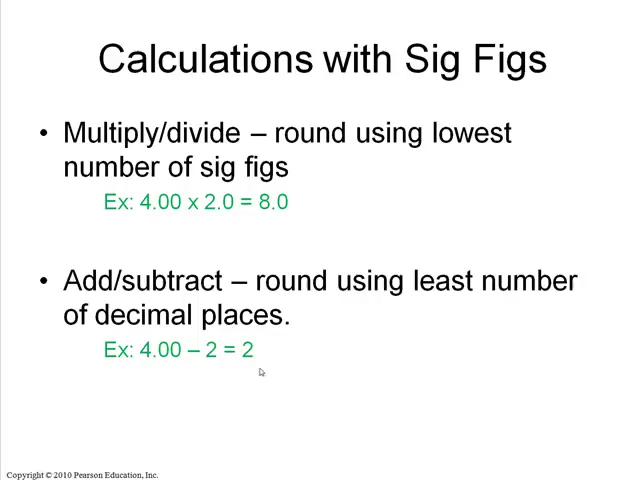 Calculations with Sig Figs
• Multiply/divide – round using lowest
number of sig figs
Ex: 4.00 x 2.0 = 8.0
• Add/subtract – round using least number
of decimal places.
Ex: 4.00 – 2 = 2
Copyright © 2010 Pearson Education, Inc.